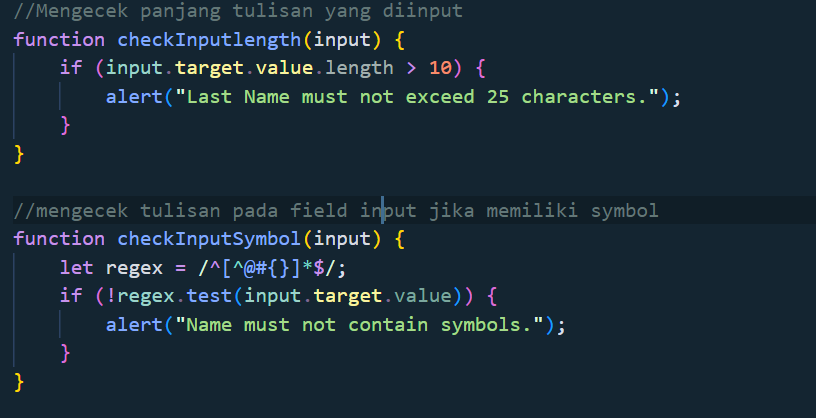 //Mengecek panjang tulisan yang diinput
function checkInputlength(input) {
if (input.target.value.length > 10) {
alert("Last Name must not exceed 25 characters.");
}
}
//mengecek tulisan pada field input jika memiliki symbol
function checkInputSymbol(input) {
let regex = /^[^@#{}]*$/;
if (!regex.test(input.target.value)) {
alert("Name must not contain symbols.");
}
}